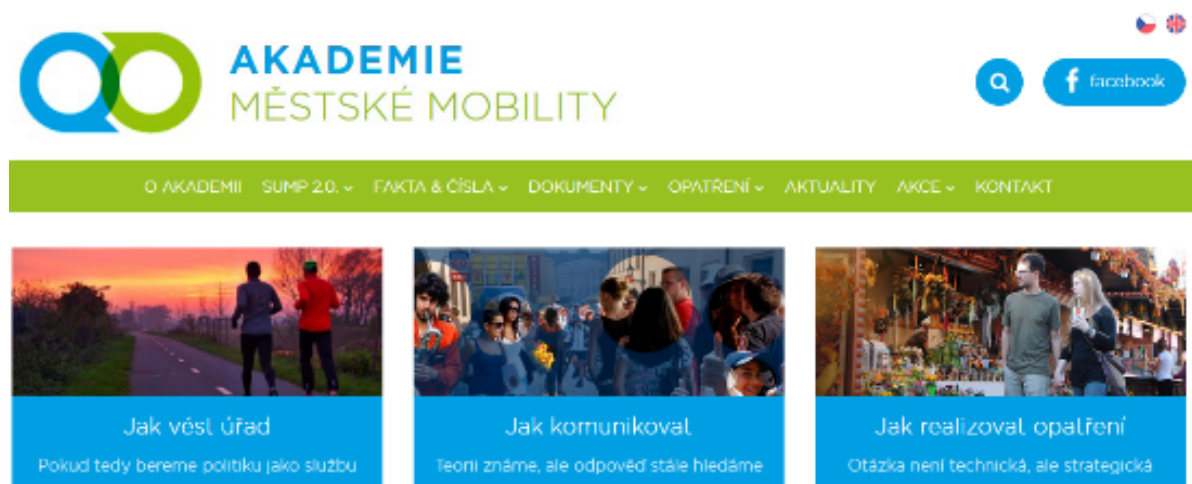 AKADEMIE
MĚSTSKÉ MOBILITY
facebook
O AKADEMII SUMP 2.0. FAKTA & ČÍSLA DOKUMENTY OPATŘENÍ AKTUALITY AKCE KONTAKT
Jak vést úřad
Jak komunikovat
Jak realizovat opatření
Pokud tedy bereme politiku jako službu
Teorii známe, ale odpověď stále hledáme
Otázka není technická, ale strategická